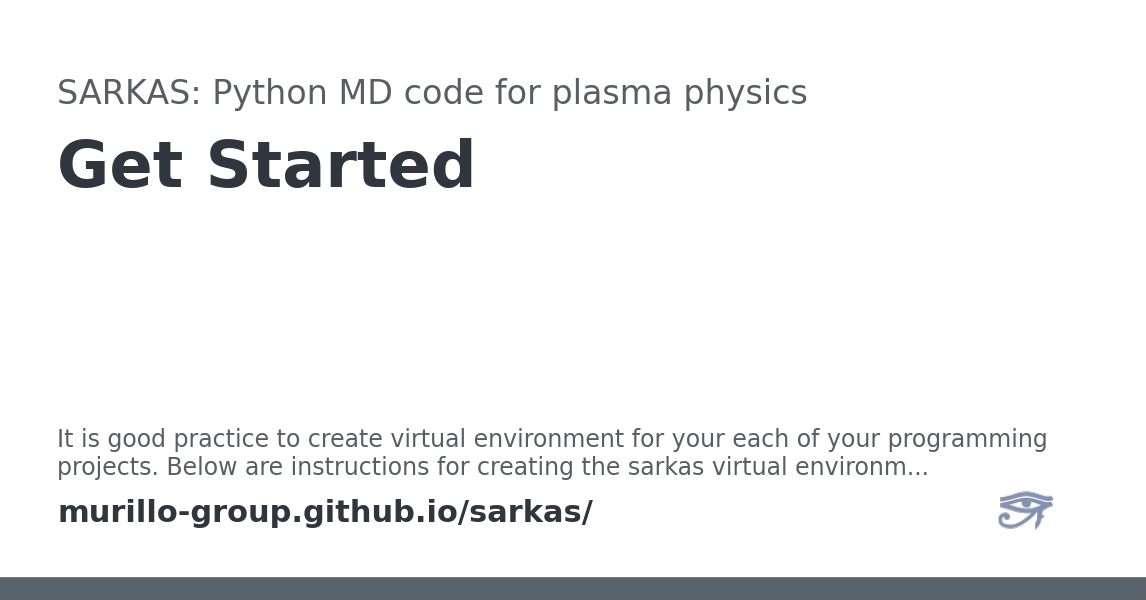 SARKAS: Python MD code for plasma physics
Get Started
It is good practice to create virtual environment for your each of your programming
projects. Below are instructions for creating the sarkas virtual environm...
murillo-group.github.io/sarkas/